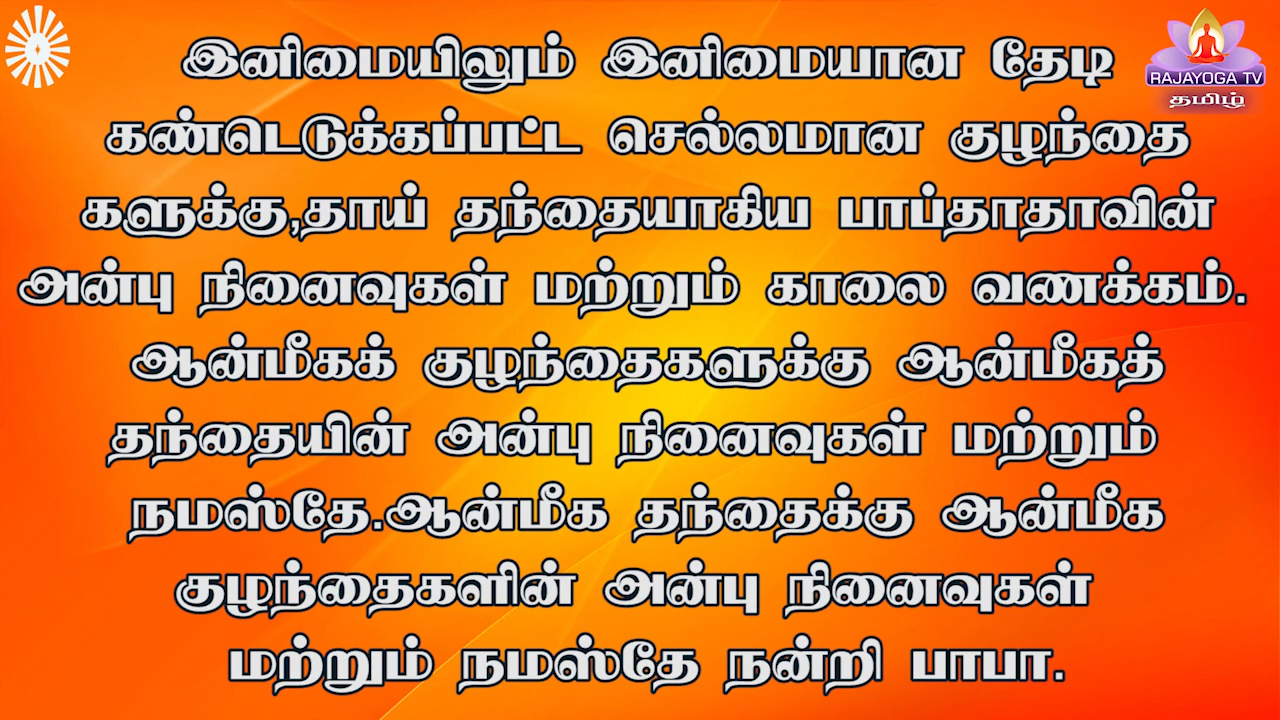 இனிமையிலும் இனிமையான தேடி
கண்டெடுக்கப்பட்ட செல்லமான குழந்தை
களுக்கு,தாய் தந்தையாகிய பாப்தாதாவின்
அன்பு நினைவுகள் மற்றும் காலை வணக்கம்.
ஆன்மீகக் குழந்தைகளுக்கு ஆன்மீகத்
தந்தையின் அன்பு நினைவுகள் மற்றும்
நமஸ்தே.ஆன்மீக தந்தைக்கு ஆன்மீக
குழந்தைகளின் அன்பு நினைவுகள்
மற்றும் நமஸ்தே நன்றி பாபா.
RAJAYOGA TV
தமிழ்